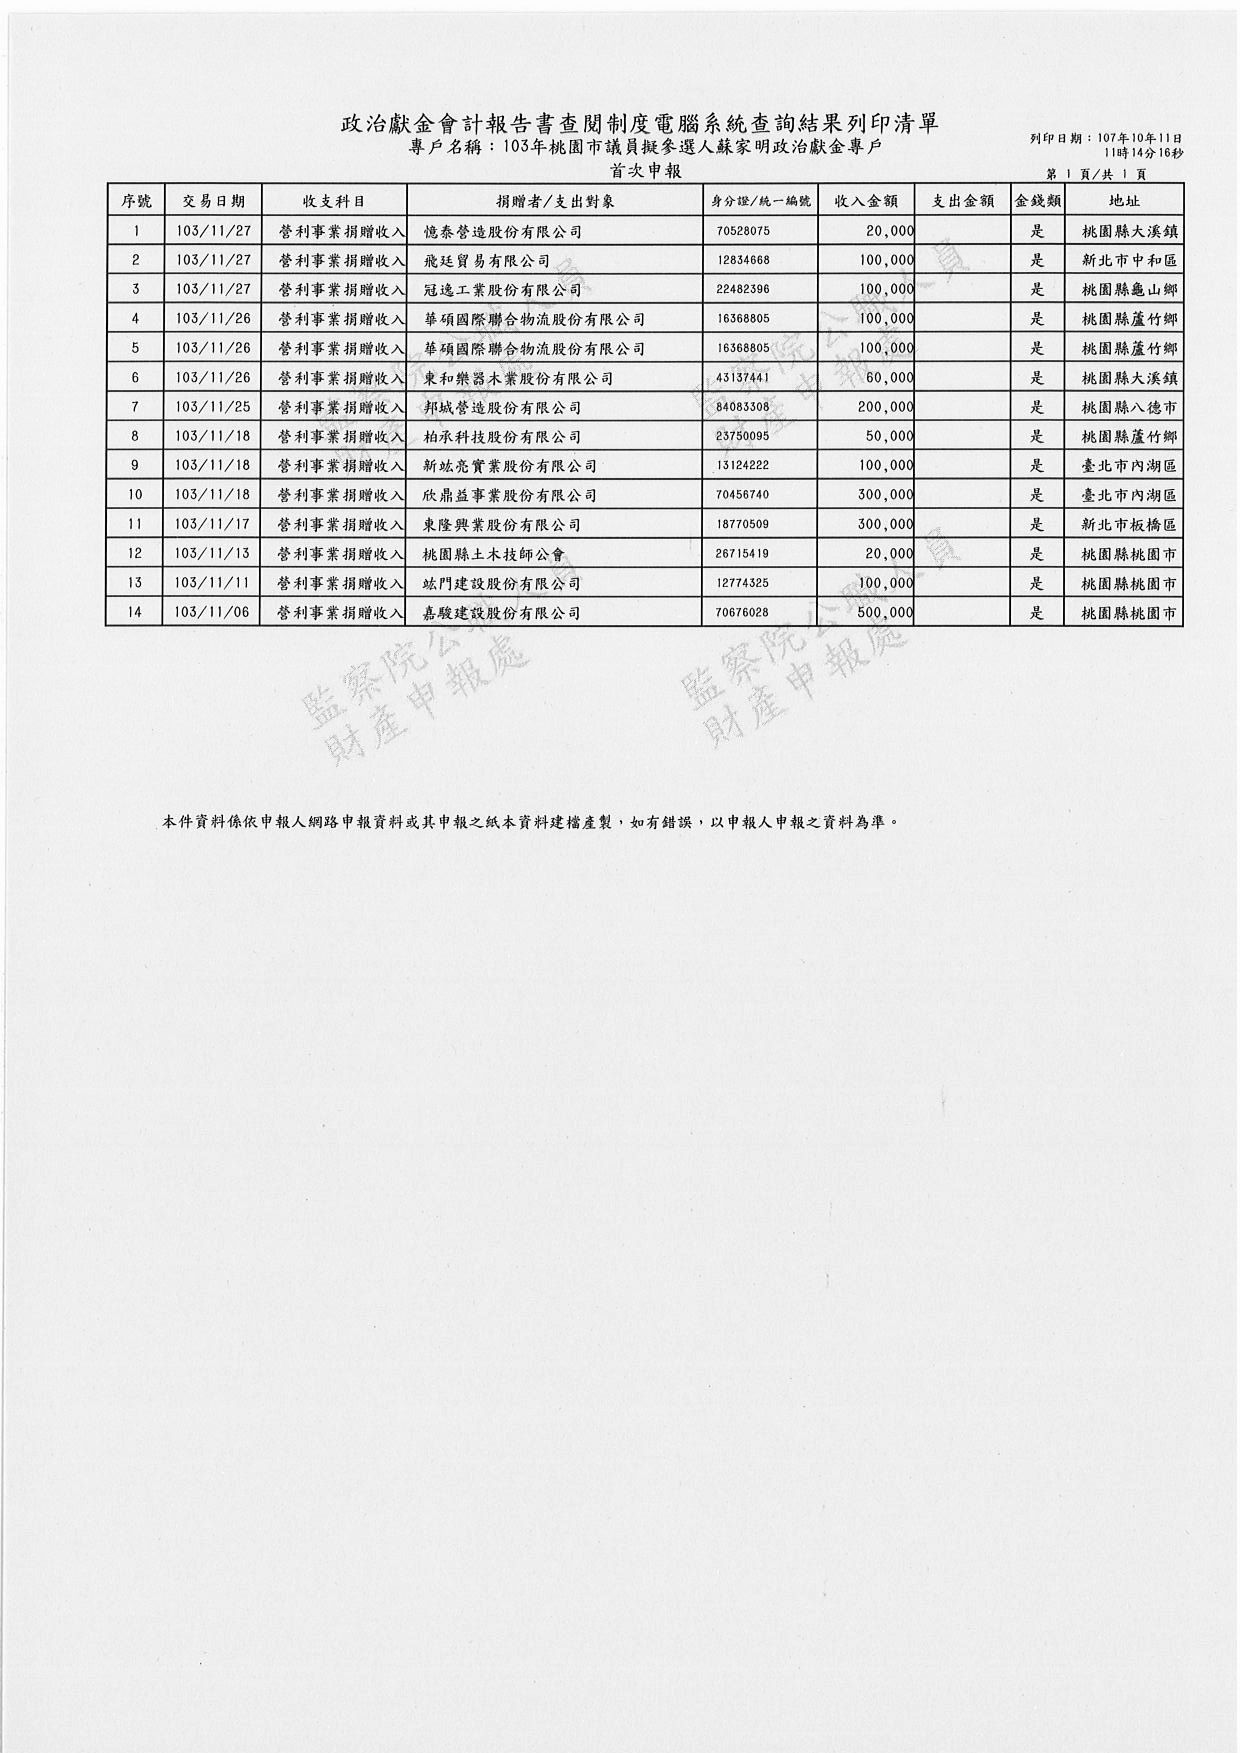 政治獻金會計報告書查閱制度電腦系統查詢結果列印清單
專戶名稱：103年桃園市議員擬參選人蘇家明政治獻金專戶
列印日期：107年10年11日
11時14分16秒
首次申報
第 1 頁/共 1 頁
序號 交易日期 收支科目 捐贈者/支出對象 身分證/統一編號 收入金額 支出金額 金錢類 地址
1 103/11/27 營利事業捐贈收入 憶泰營造股份有限公司 70528075 20,000 是 桃園縣大溪鎮
2 103/11/27 營利事業捐贈收入 飛廷貿易有限公司 12834668 100,000 是 新北市中和區
3 103/11/27 營利事業捐贈收入 冠逸工業股份有限公司 22482396 100,000 是 桃園縣龜山鄉
4 103/11/26 營利事業捐贈收入 華碩國際聯合物流股份有限公司 16368805 100,000 是 桃園縣蘆竹鄉
5 103/11/26 營利事業捐贈收入 華碩國際聯合物流股份有限公司 16368805 100,000 是 桃園縣蘆竹鄉
6 103/11/26 營利事業捐贈收入 東和樂器木業股份有限公司 43137441 60,000 是 桃園縣大溪鎮
7 103/11/25 營利事業捐贈收入 邦城營造股份有限公司 84083308 200,000 是 桃園縣八德市
8 103/11/18 營利事業捐贈收入 柏承科技股份有限公司 23750095 50,000 是 桃園縣蘆竹鄉
9 103/11/18 營利事業捐贈收入 新竑亮實業股份有限公司 13124222 100,000 是 臺北市內湖區
10 103/11/18 營利事業捐贈收入 欣鼎益事業股份有限公司 70456740 300,000 是 臺北市內湖區
11 103/11/17 營利事業捐贈收入 東隆興業股份有限公司 18770509 300,000 是 新北市板橋區
12 103/11/13 營利事業捐贈收入 桃園縣土木技師公會 26715419 20,000 是 桃園縣桃園市
13 103/11/11 營利事業捐贈收入 竑門建設股份有限公司 12774325 100,000 是 桃園縣桃園市
14 103/11/06 營利事業捐贈收入 嘉駿建設股份有限公司 70676028 500,000 是 桃園縣桃園市
監察院公職人員
財產申報處
監察院公職人員
財產申報處
監察院公職人員
財產申報處
監察院公職人員
財產申報處
本件資料係依申報人網路申報資料或其申報之紙本資料建檔產製，如有錯誤，以申報人申報之資料為準。